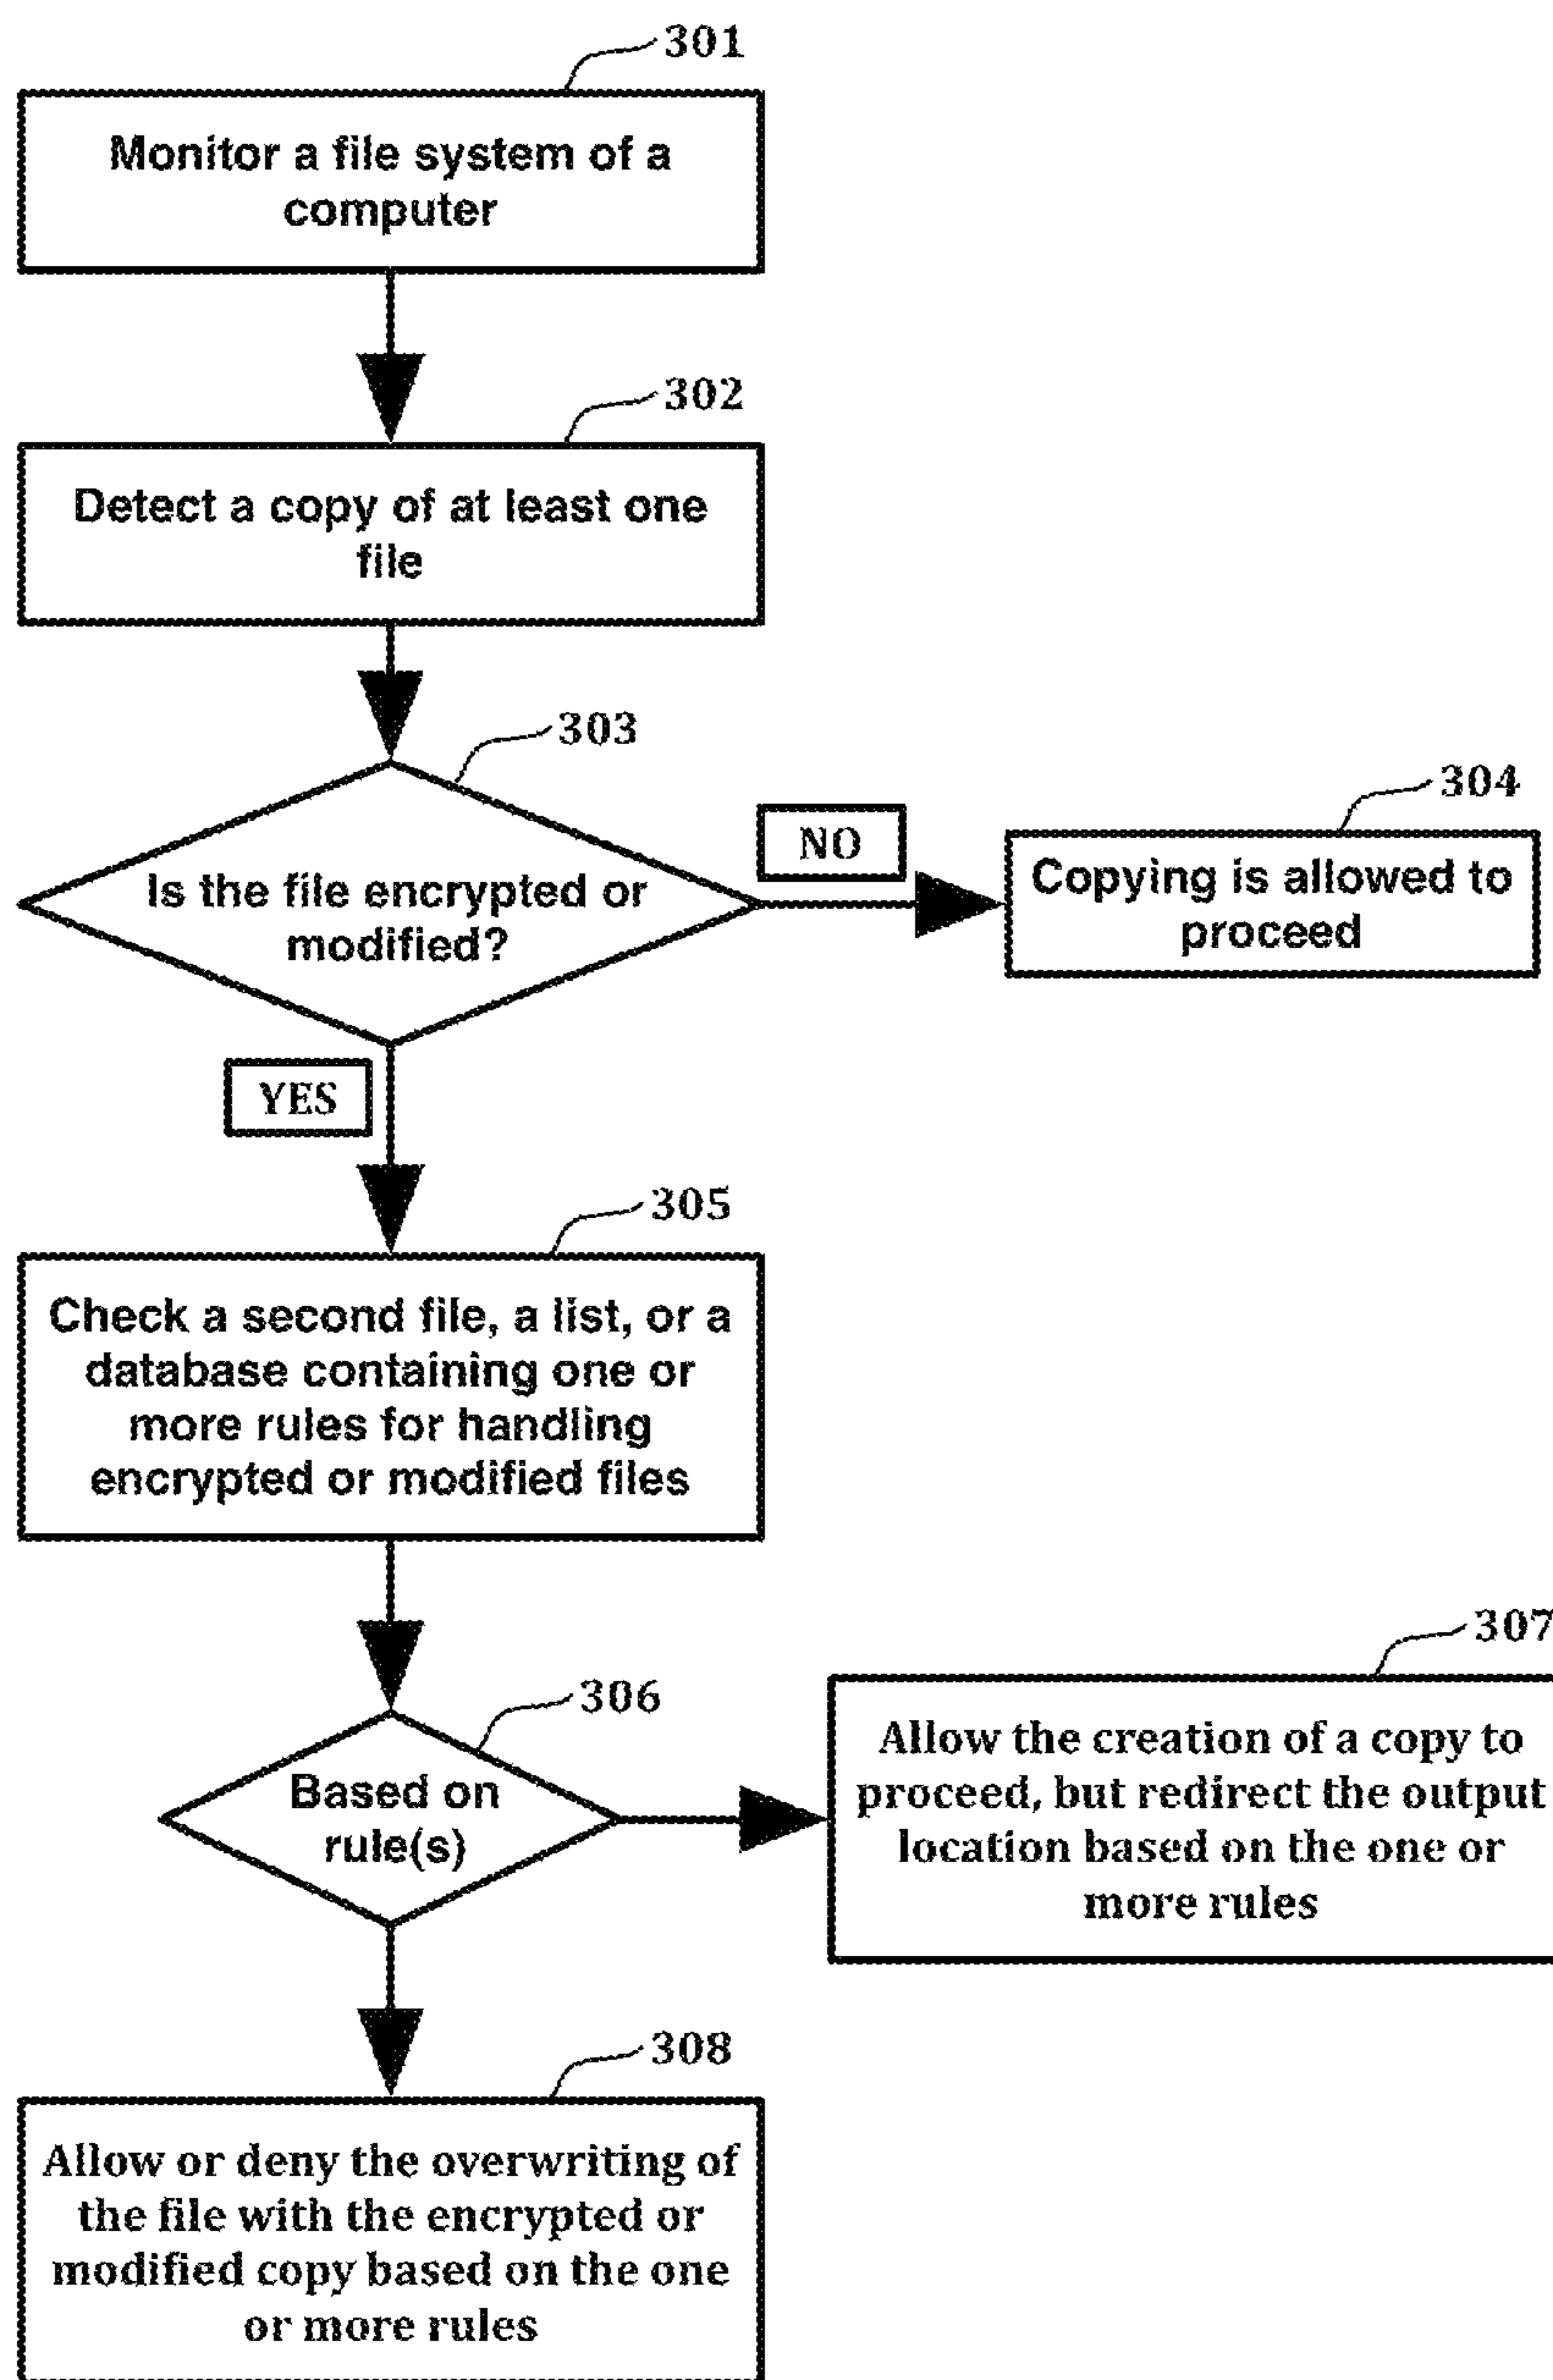 301
Monitor a file system of a
computer
302
Detect a copy of at least one
file
303
Is the file encrypted or
modified?
NO
304
Copying is allowed to
proceed
YES
305
Check a second file, a list, or a
database containing one or
more rules for handling
encrypted or modified files
306
Based on
rule(s)
307
Allow the creation of a copy to
proceed, but redirect the output
location based on the one or
more rules
308
Allow or deny the overwriting of
the file with the encrypted or
modified copy based on the one
or more rules